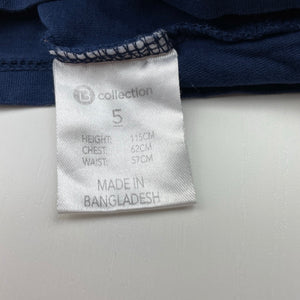 B collection
5
HEIGHT: 115CM
CHEST: 62CM
WAIST: 57CM
MADE IN
BANGLADESH